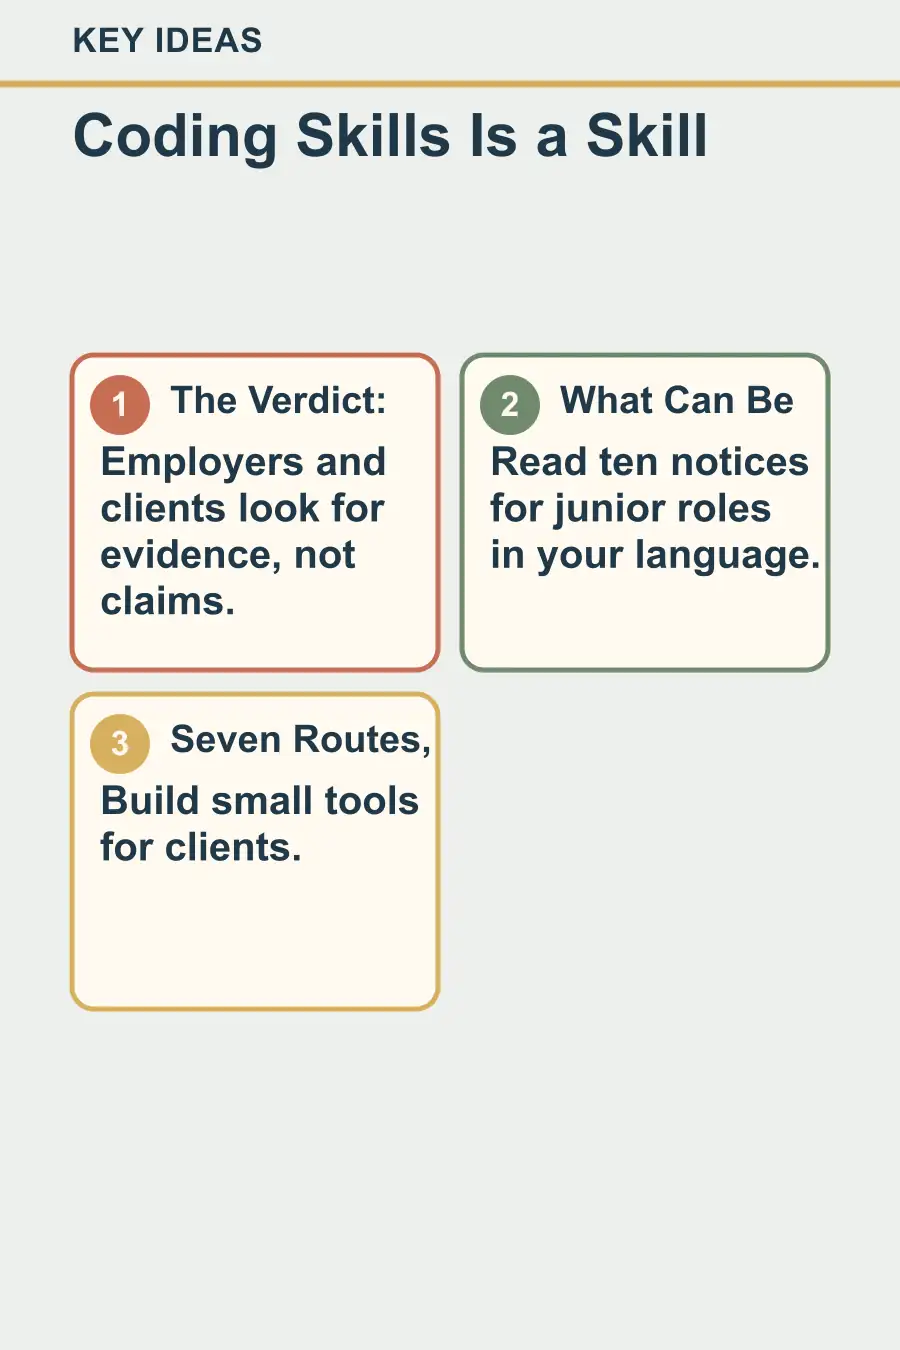 KEY IDEAS
Coding Skills Is a Skill
1 The Verdict:
Employers and
clients look for
evidence, not
claims.
2 What Can Be
Read ten notices
for junior roles
in your language.
3 Seven Routes,
Build small tools
for clients.